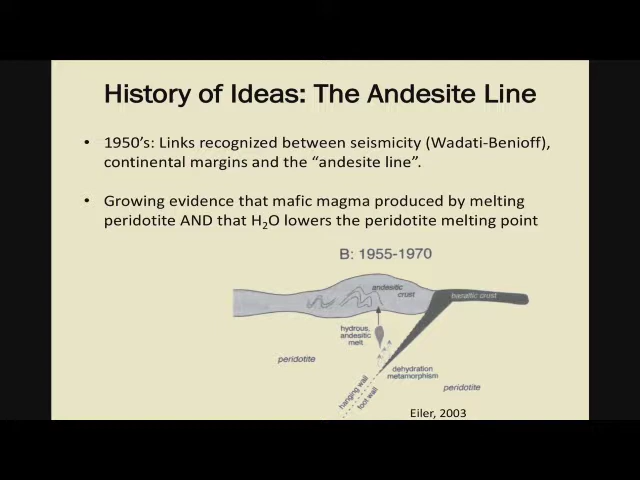 History of Ideas: The Andesite Line
• 1950's: Links recognized between seismicity (Wadati-Benioff),
continental margins and the “andesite line”.
• Growing evidence that mafic magma produced by melting
peridotite AND that H₂O lowers the peridotite melting point
B: 1955-1970
andesitic
crust
basaltic crust
hydrous,
andesitic
melt
peridotite
dehydration
metamorphism
peridotite
hanging wall
foot wall
Eiler, 2003